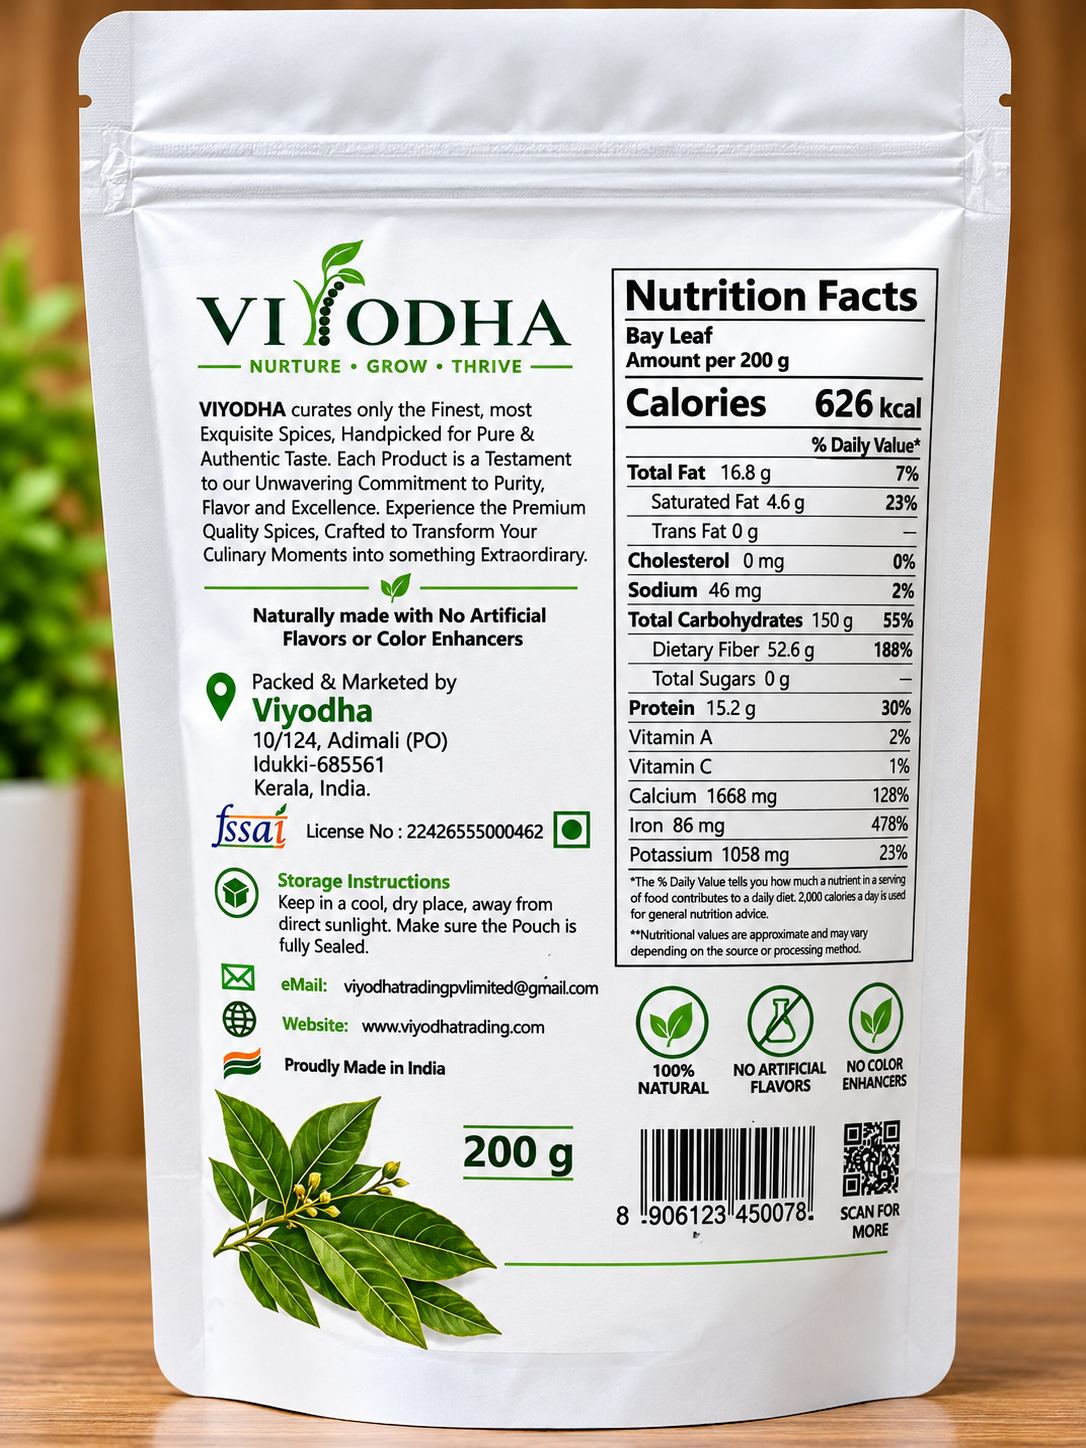 VIYODHA
NURTURE • GROW • THRIVE
VIYODHA curates only the Finest, most
Exquisite Spices, Handpicked for Pure &
Authentic Taste. Each Product is a Testament
to our Unwavering Commitment to Purity,
Flavor and Excellence. Experience the Premium
Quality Spices, Crafted to Transform Your
Culinary Moments into something Extraordirary.
Naturally made with No Artificial
Flavors or Color Enhancers
Packed & Marketed by
Viyodha
10/124, Adimali (PO)
Idukki-685561
Kerala, India.
fssai License No : 22426555000462
Storage Instructions
Keep in a cool, dry place, away from
direct sunlight. Make sure the Pouch is
fully Sealed.
eMail: viyodhatradingpvlimited@gmail.com
Website: www.viyodhatrading.com
Proudly Made in India
200 g
Nutrition Facts
Bay Leaf
Amount per 200 g
Calories 626 kcal
% Daily Value*
Total Fat 16.8 g 7%
Saturated Fat 4.6 g 23%
Trans Fat 0 g —
Cholesterol 0 mg 0%
Sodium 46 mg 2%
Total Carbohydrates 150 g 55%
Dietary Fiber 52.6 g 188%
Total Sugars 0 g —
Protein 15.2 g 30%
Vitamin A 2%
Vitamin C 1%
Calcium 1668 mg 128%
Iron 86 mg 478%
Potassium 1058 mg 23%
*The % Daily Value tells you how much a nutrient in a serving
of food contributes to a daily diet. 2,000 calories a day is used
for general nutrition advice.
**Nutritional values are approximate and may vary
depending on the source or processing method.
100%
NATURAL
NO ARTIFICIAL
FLAVORS
NO COLOR
ENHANCERS
8 906123 450078
SCAN FOR
MORE